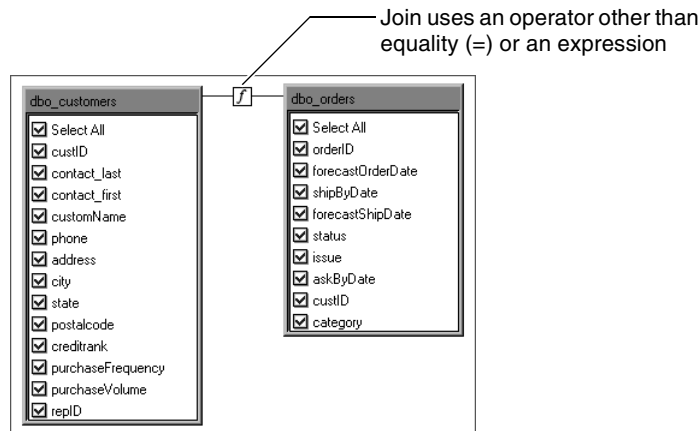 Join uses an operator other than
equality (=) or an expression
f
dbo_customers
Select All
custID
contact_last
contact_first
customName
phone
address
city
state
postalcode
creditrank
purchaseFrequency
purchaseVolume
repID
dbo_orders
Select All
orderID
forecastOrderDate
shipByDate
forecastShipDate
status
issue
askByDate
custID
category